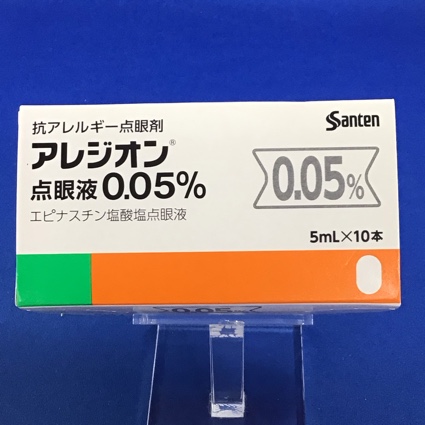 抗アレルギー点眼剤
Santen
アレジオン®
点眼液0.05%
0.05%
エピナスチン塩酸塩点眼液
5mL×10本
0.05%